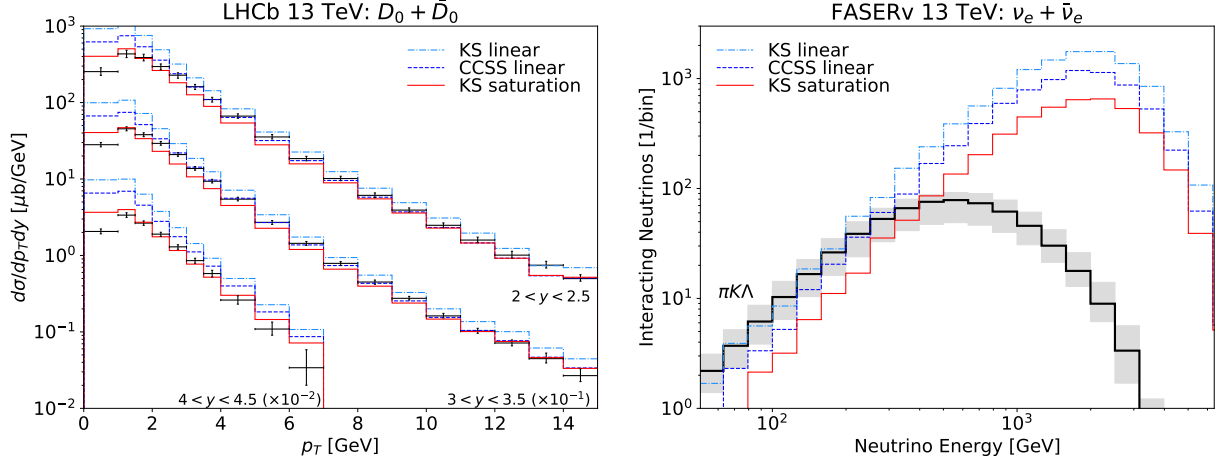 LHCb 13 TeV: D₀ + D̄₀
KS linear
CCSS linear
KS saturation
dσ/dp_T dy [μb/GeV]
10³
10²
10¹
10⁰
10⁻¹
10⁻²
2 < y < 2.5
4 < y < 4.5 (×10⁻²)
3 < y < 3.5 (×10⁻¹)
0 2 4 6 8 10 12 14
p_T [GeV]
FASERν 13 TeV: ν_e + ν̄_e
KS linear
CCSS linear
KS saturation
Interacting Neutrinos [1/bin]
10³
10²
10¹
10⁰
πKΛ
10² 10³
Neutrino Energy [GeV]